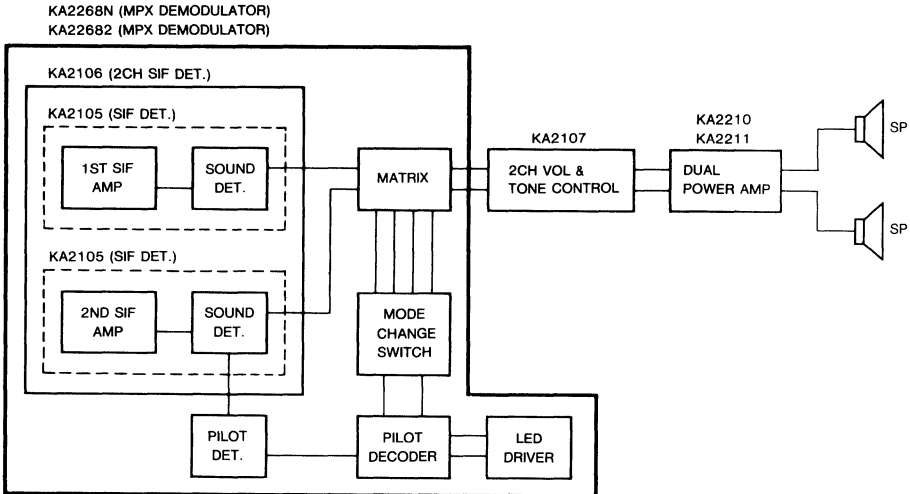 KA2268N (MPX DEMODULATOR)
KA22682 (MPX DEMODULATOR)
KA2106 (2CH SIF DET.)
KA2105 (SIF DET.)
1ST SIF
AMP
SOUND
DET.
MATRIX
KA2107
2CH VOL &
TONE CONTROL
KA2210
KA2211
DUAL
POWER AMP
SP
SP
KA2105 (SIF DET.)
2ND SIF
AMP
SOUND
DET.
MODE
CHANGE
SWITCH
PILOT
DET.
PILOT
DECODER
LED
DRIVER